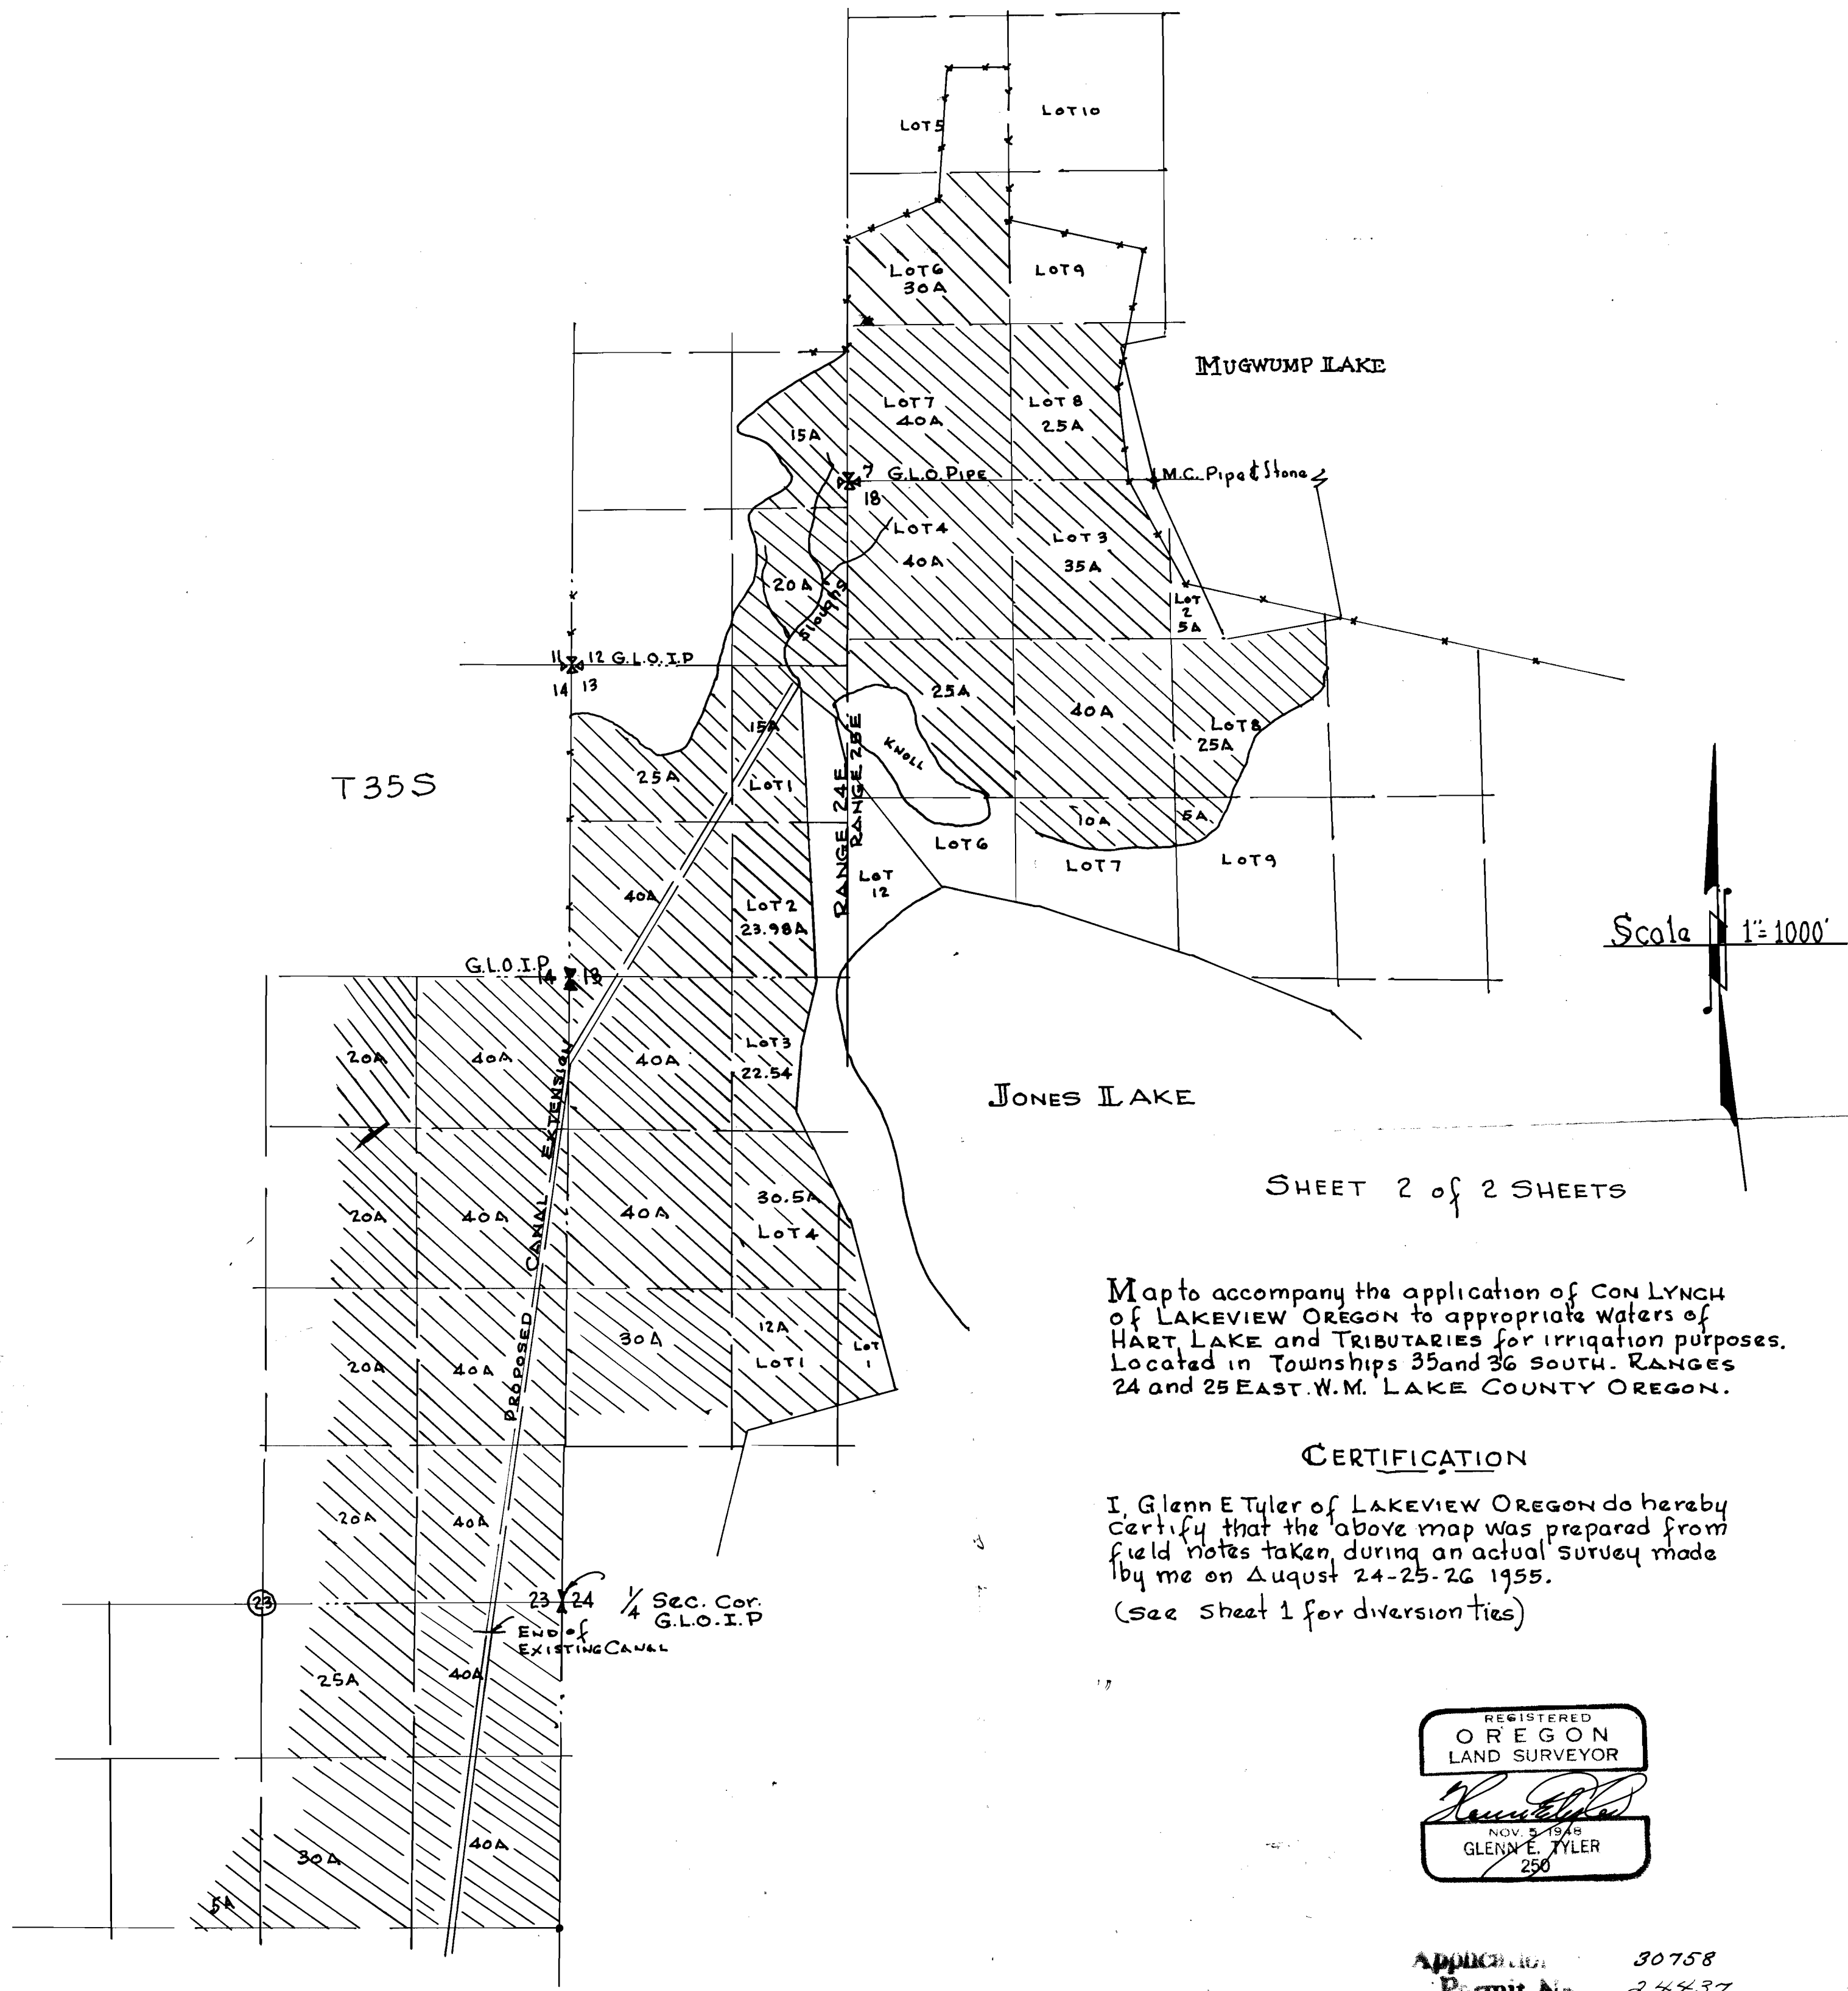 LOT 5
LOT 10
LOT 6
30A
LOT 9
MUGWUMP LAKE
LOT 7
40A
LOT 8
25A
15A
7
G.L.O. PIPE
M.C. Pipe & Stone
18
LOT 4
40A
LOT 3
35A
20A
Sloughs
LOT
2
5A
11 12 G.L.O.I.P
14 13
25A
40A
LOT 8
25A
15A
KNOLL
25A
LOT 1
T35S
RANGE 24E
RANGE 25E
10A
5A
LOT 6
LOT 7
LOT 9
LOT
12
40A
LOT 2
23.98A
Scale 1"=1000'
G.L.O.I.P
14 13
20A
40A
40A
LOT 3
22.54
JONES LAKE
20A
40A
40A
30.5A
LOT 4
SHEET 2 of 2 SHEETS
PROPOSED CANAL EXTENSION
20A
40A
30A
12A
LOT 1
LOT
1
Map to accompany the application of CON LYNCH
of LAKEVIEW OREGON to appropriate waters of
HART LAKE and TRIBUTARIES for irrigation purposes.
Located in Townships 35 and 36 SOUTH. RANGES
24 and 25 EAST. W.M. LAKE COUNTY OREGON.
CERTIFICATION
I, Glenn E Tyler of LAKEVIEW OREGON do hereby
certify that the above map was prepared from
field notes taken during an actual survey made
by me on August 24-25-26 1955.
(see sheet 1 for diversion ties)
20A
40A
23
23 24
1/4 Sec. Cor.
G.L.O.I.P
END of
EXISTING CANAL
25A
40A
30A
40A
5A
REGISTERED
OREGON
LAND SURVEYOR
Glenn E Tyler
NOV. 5 1948
GLENN E. TYLER
250
Application 30758
Permit No. 24437